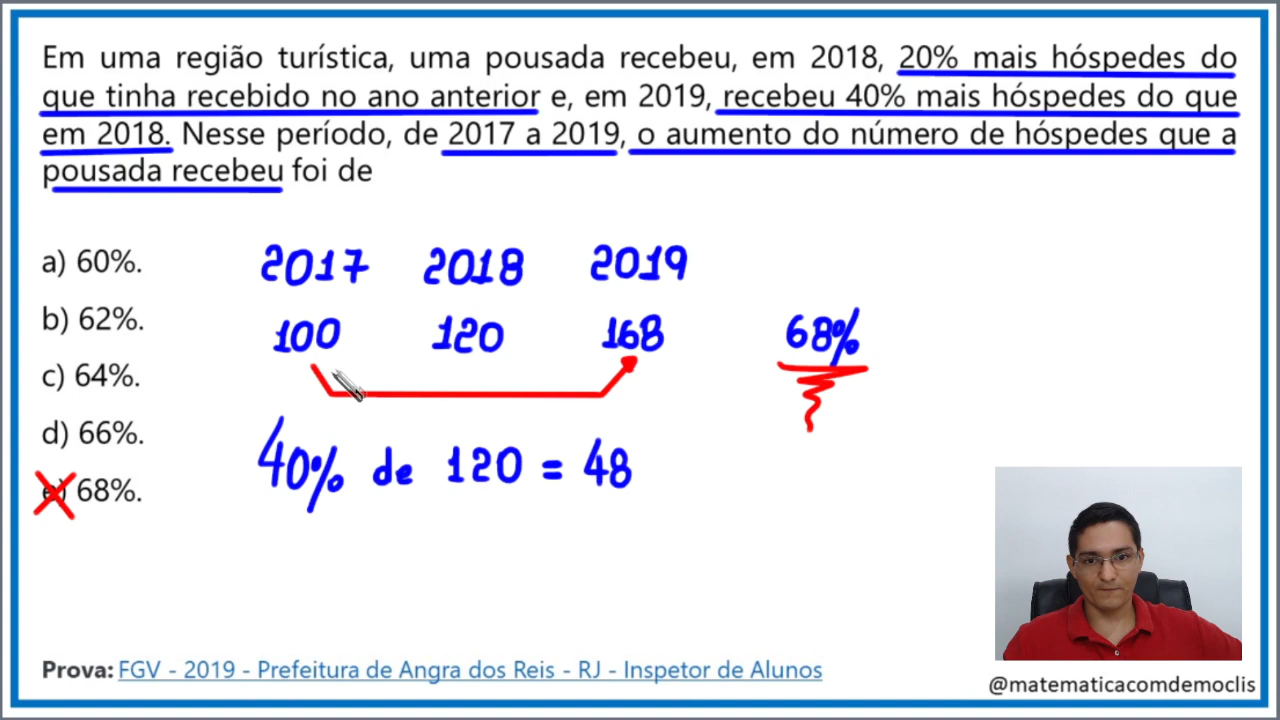 Em uma região turística, uma pousada recebeu, em 2018, 20% mais hóspedes do
que tinha recebido no ano anterior e, em 2019, recebeu 40% mais hóspedes do que
em 2018. Nesse período, de 2017 a 2019, o aumento do número de hóspedes que a
pousada recebeu foi de
a) 60%.
b) 62%.
c) 64%.
d) 66%.
e) 68%.
2017 2018 2019
100 120 168 68%
40% de 120 = 48
Prova: FGV - 2019 - Prefeitura de Angra dos Reis - RJ - Inspetor de Alunos
@matematicacomdemoclis